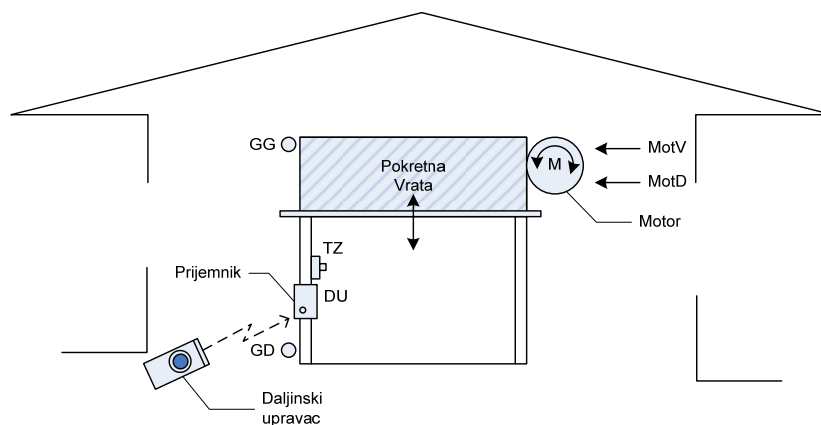 GG
Pokretna
Vrata
M
MotV
MotD
Motor
TZ
Prijemnik
DU
GD
Daljinski
upravac